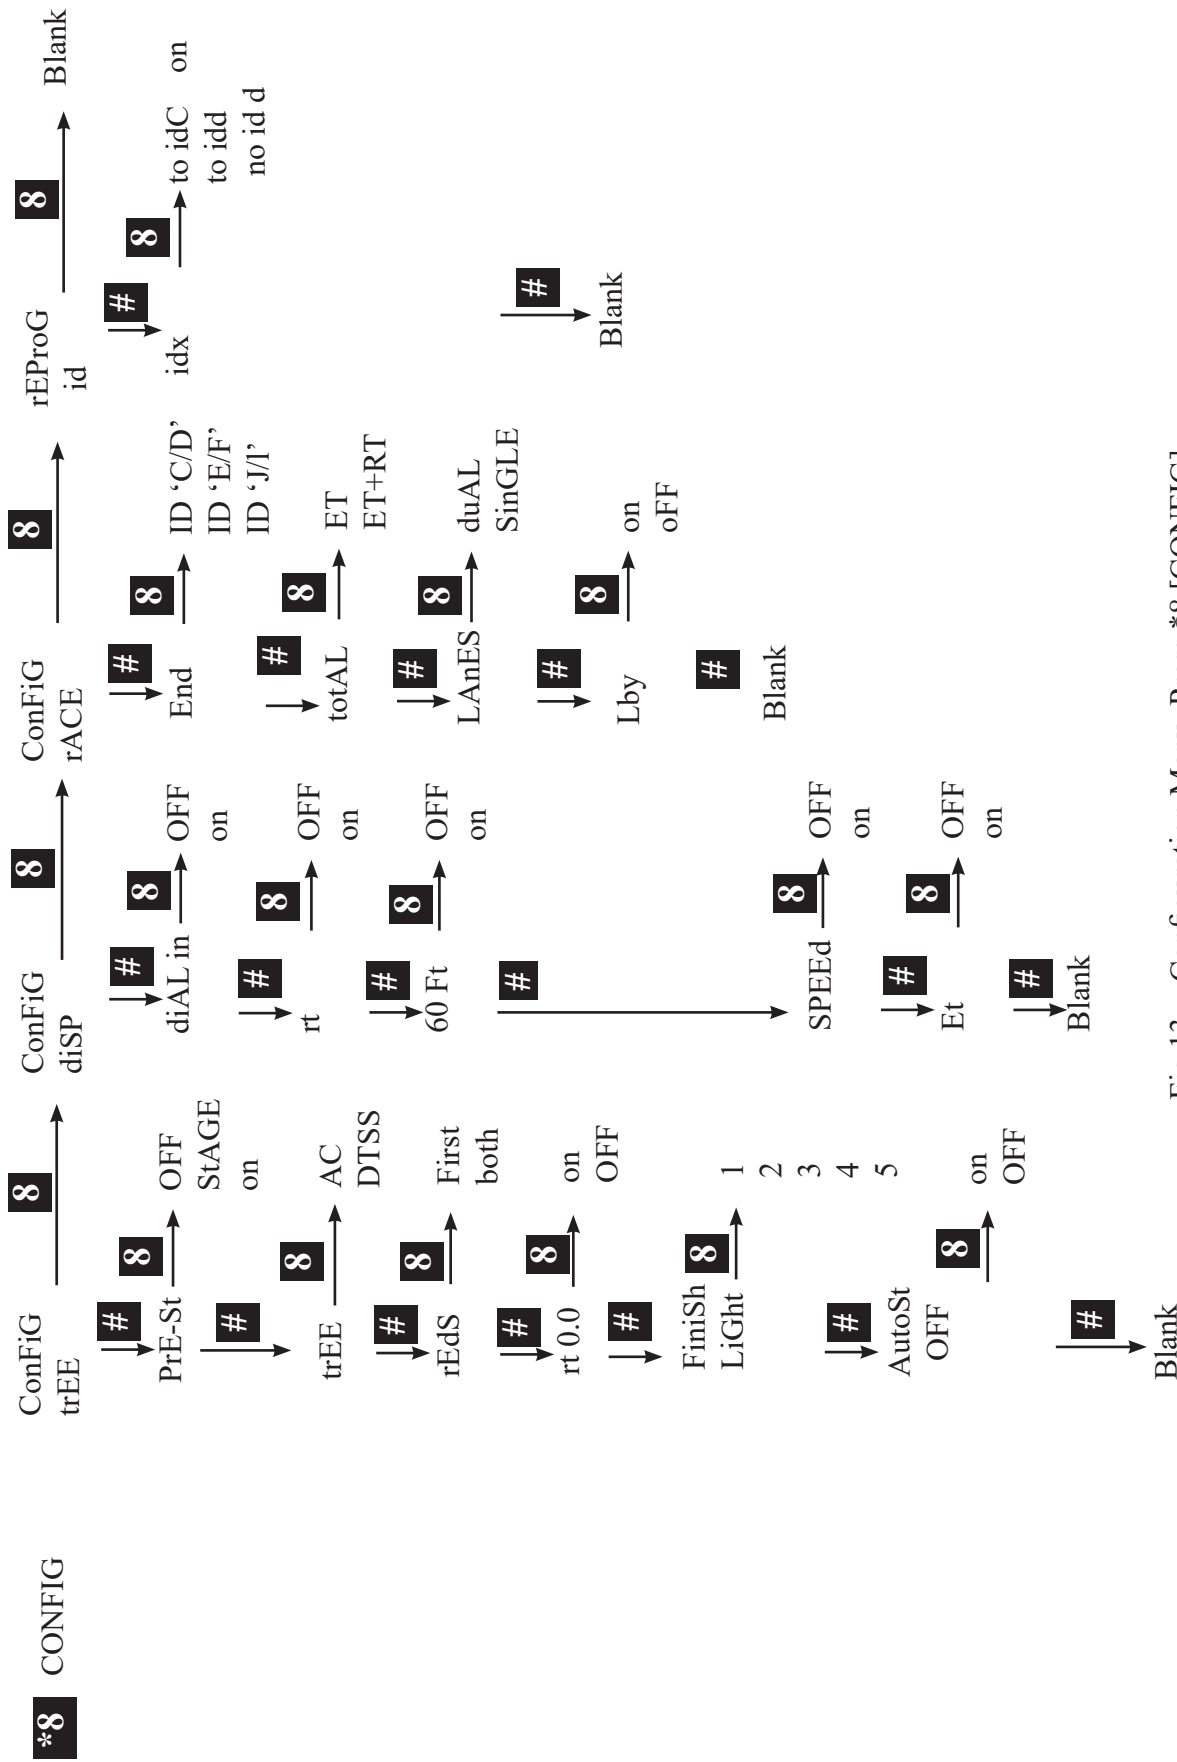 *8 CONFIG
ConFiG
trEE
8
ConFiG
diSP
8
ConFiG
rACE
8
rEProG
id
8
Blank
#
PrE-St
8
OFF
StAGE
on
#
trEE
8
AC
DTSS
#
rEdS
8
First
both
#
rt 0.0
8
on
OFF
#
FiniSh
LiGht
8
1
2
3
4
5
#
AutoSt
OFF
8
on
OFF
#
Blank
#
diAL in
8
OFF
on
#
rt
8
OFF
on
#
60 Ft
8
OFF
on
#
SPEEd
8
OFF
on
#
Et
8
OFF
on
#
Blank
#
End
8
ID ‘C/D’
ID ‘E/F’
ID ‘J/l’
#
totAL
8
ET
ET+RT
#
LAnES
8
duAL
SinGLE
#
Lby
8
on
oFF
#
Blank
#
idx
8
to idC on
to idd
no id d
#
Blank
*8 [CONFIG]